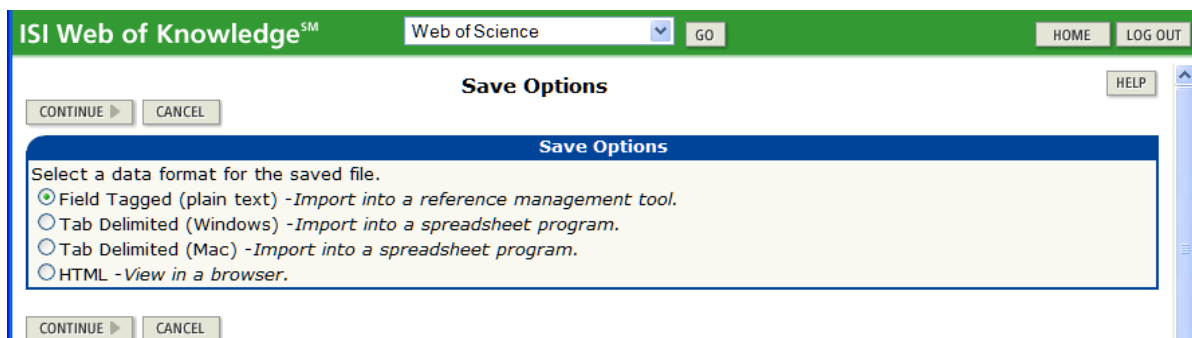 ISI Web of Knowledge℠ Web of Science GO HOME LOG OUT
Save Options HELP
CONTINUE CANCEL
Save Options
Select a data format for the saved file.
Field Tagged (plain text) -Import into a reference management tool.
Tab Delimited (Windows) -Import into a spreadsheet program.
Tab Delimited (Mac) -Import into a spreadsheet program.
HTML -View in a browser.
CONTINUE CANCEL